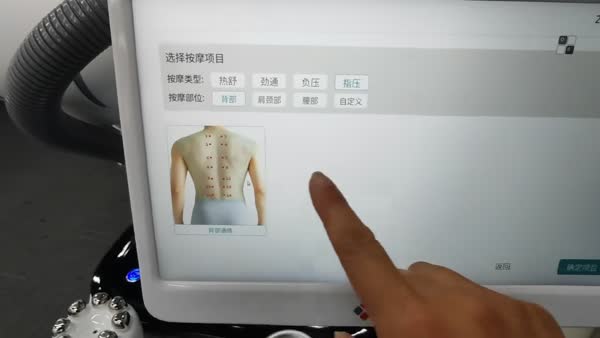 选择按摩项目
按摩类型: 热舒 劲通 负压 指压
按摩部位: 背部 肩颈部 腰部 自定义
背部通络
返回 确定项目